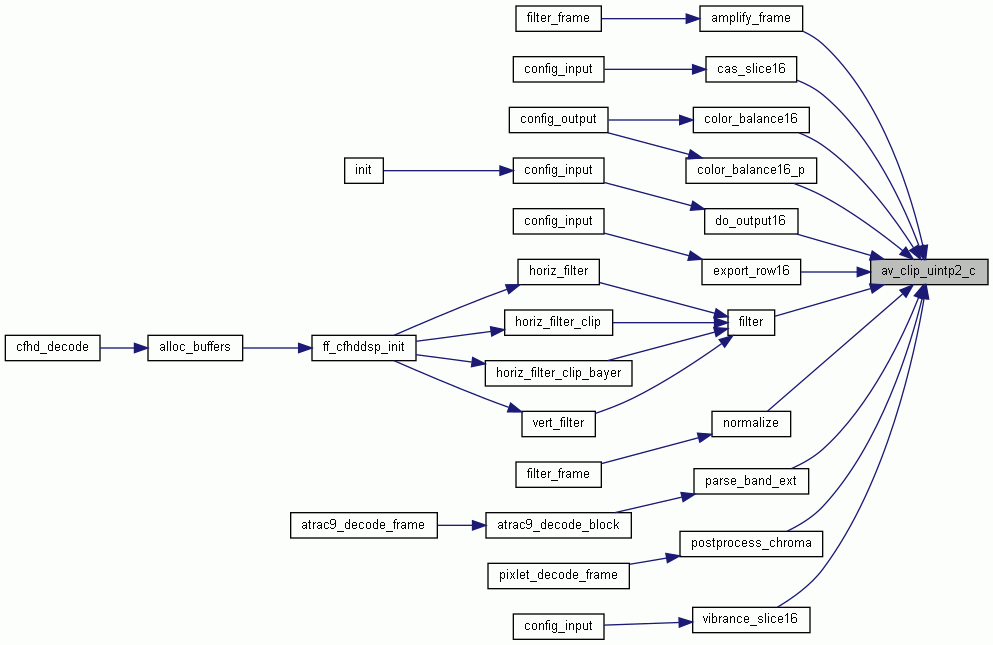 filter_frame
amplify_frame
config_input
cas_slice16
config_output
color_balance16
color_balance16_p
init
config_input
do_output16
config_input
export_row16
av_clip_uintp2_c
horiz_filter
horiz_filter_clip
filter
cfhd_decode
alloc_buffers
ff_cfhddsp_init
horiz_filter_clip_bayer
vert_filter
normalize
filter_frame
parse_band_ext
atrac9_decode_frame
atrac9_decode_block
postprocess_chroma
pixlet_decode_frame
config_input
vibrance_slice16